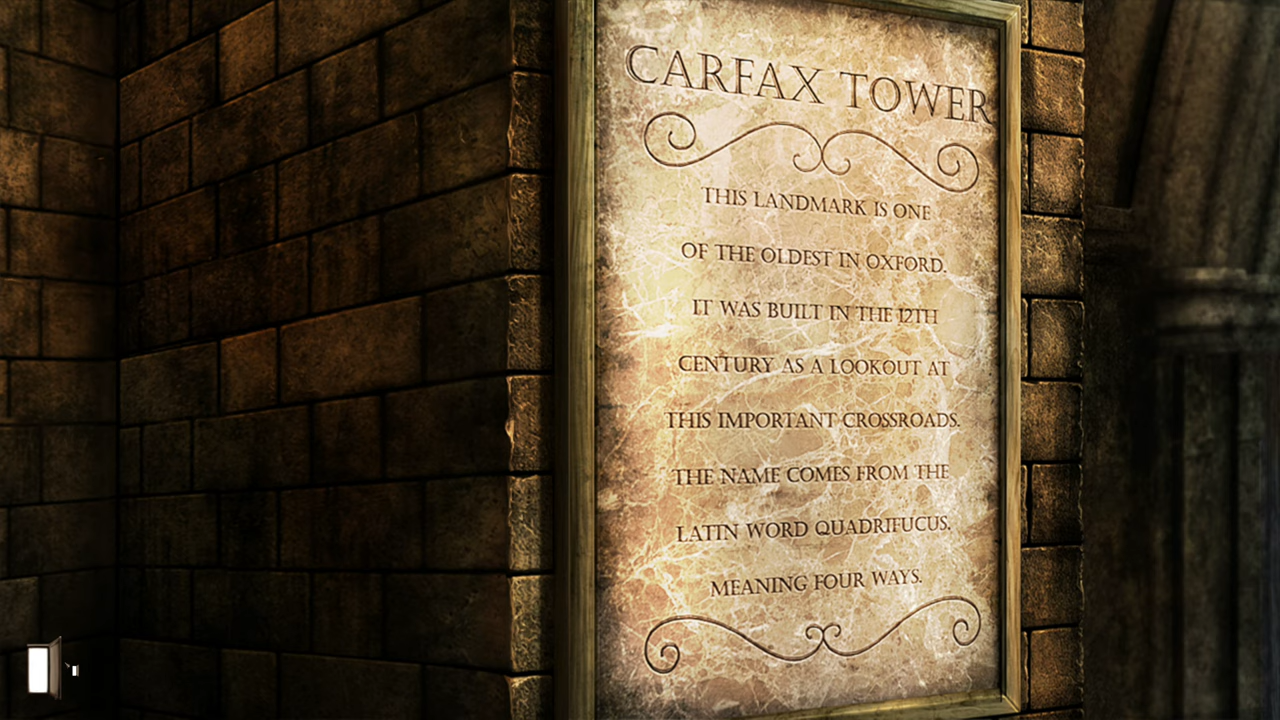 CARFAX TOWER
THIS LANDMARK IS ONE
OF THE OLDEST IN OXFORD.
IT WAS BUILT IN THE 12TH
CENTURY AS A LOOKOUT AT
THIS IMPORTANT CROSSROADS.
THE NAME COMES FROM THE
LATIN WORD QUADRIFUCUS.
MEANING FOUR WAYS.